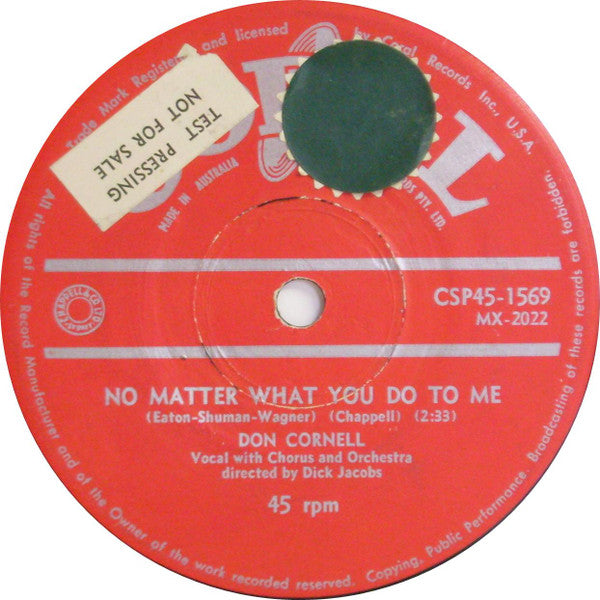 Trade Mark Registered and licensed by Coral Records Inc., U.S.A.
TEST PRESSING
NOT FOR SALE
MADE IN AUSTRALIA
PTY LTD.
CSP45-1569
MX-2022
NO MATTER WHAT YOU DO TO ME
(Eaton-Shuman-Wagner) (Chappell) (2:33)
DON CORNELL
Vocal with Chorus and Orchestra
directed by Dick Jacobs
45 rpm
All rights of the Record Manufacturer and of the Owner of the work recorded reserved. Copying, Public Performance, Broadcasting of these records are forbidden.